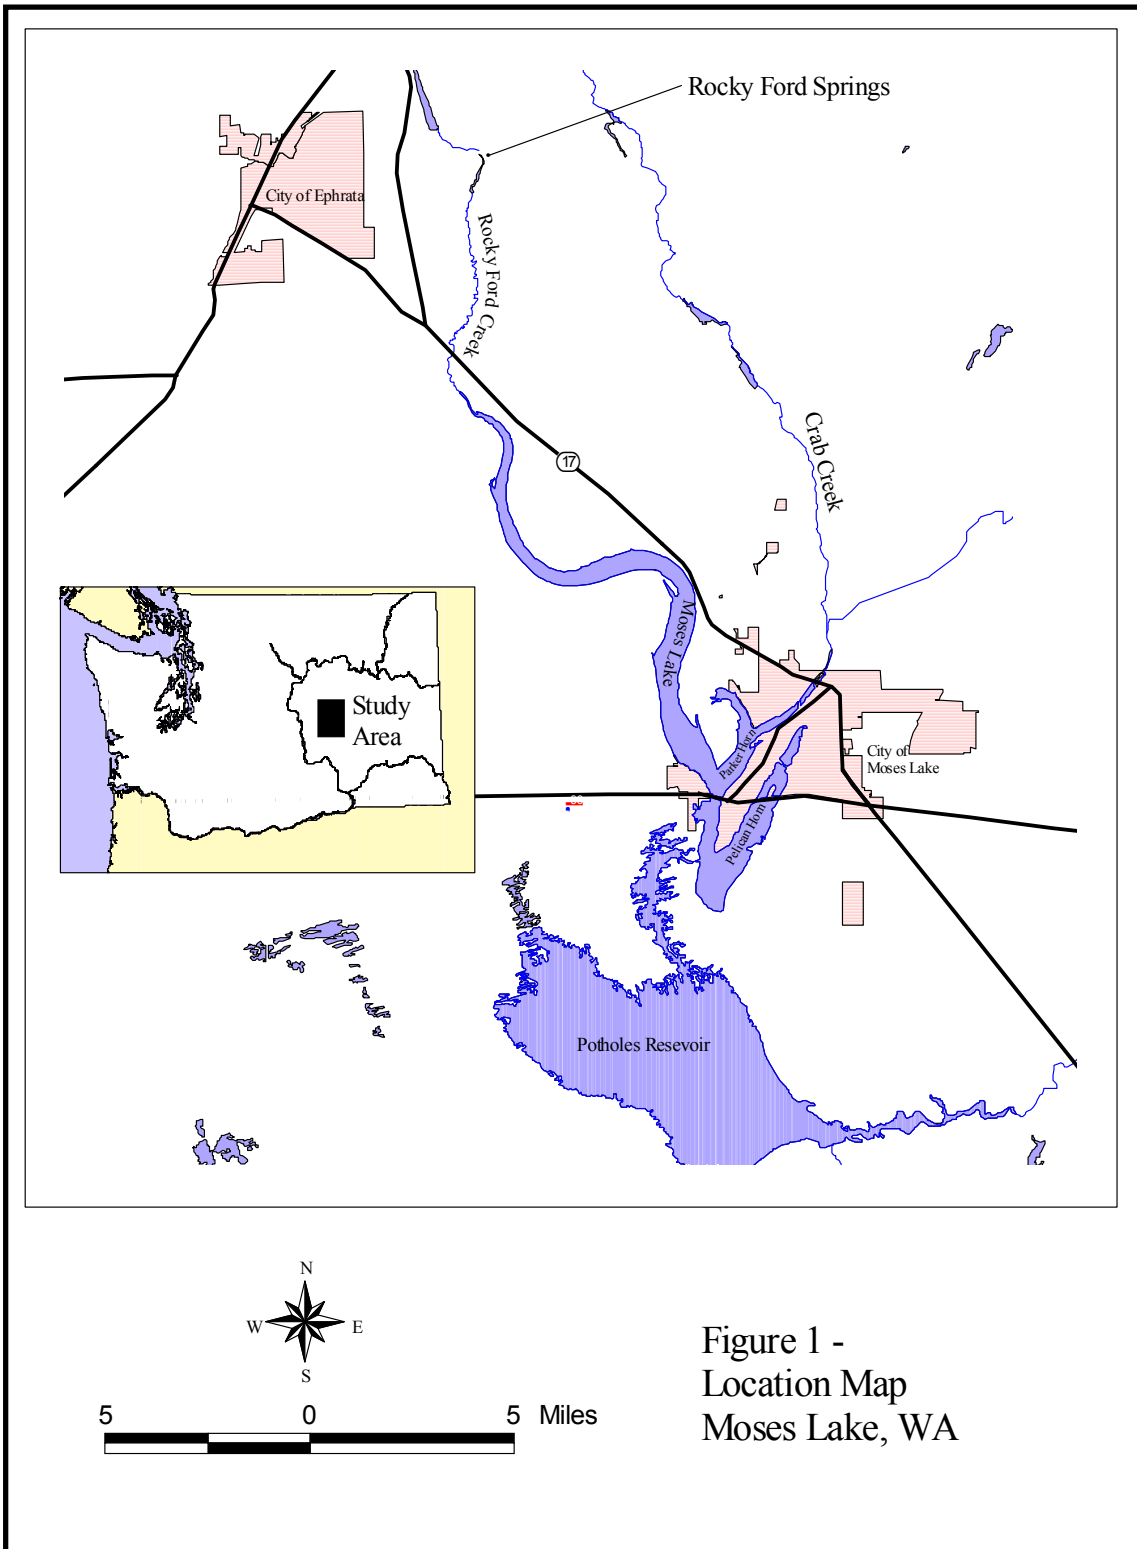 Rocky Ford Springs
City of Ephrata
Rocky Ford Creek
17
Crab Creek
Moses Lake
Study
Area
Parker Horn
City of
Moses Lake
Pelican Horn
Potholes Resevoir
N
W
E
S
5
0
5 Miles
Figure 1 -
Location Map
Moses Lake, WA